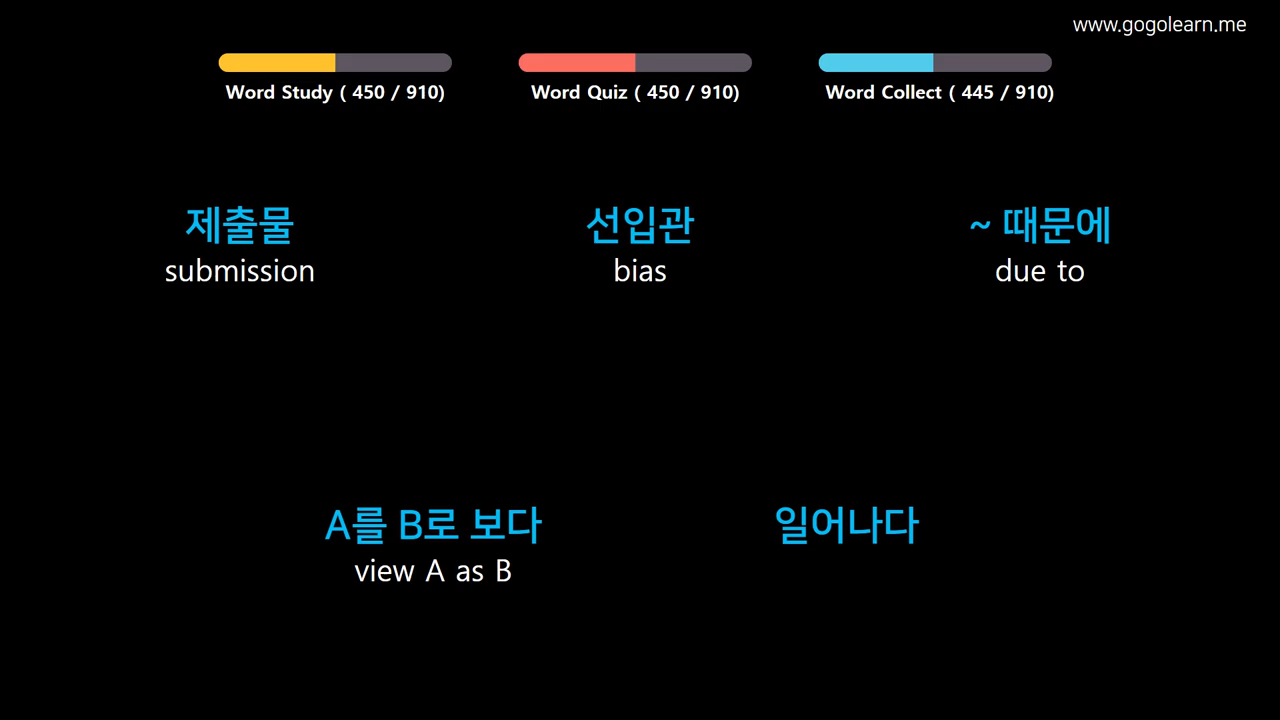 www.gogolearn.me
Word Study ( 450 / 910)
Word Quiz ( 450 / 910)
Word Collect ( 445 / 910)
제출물
submission
선입관
bias
~ 때문에
due to
A를 B로 보다
view A as B
일어나다